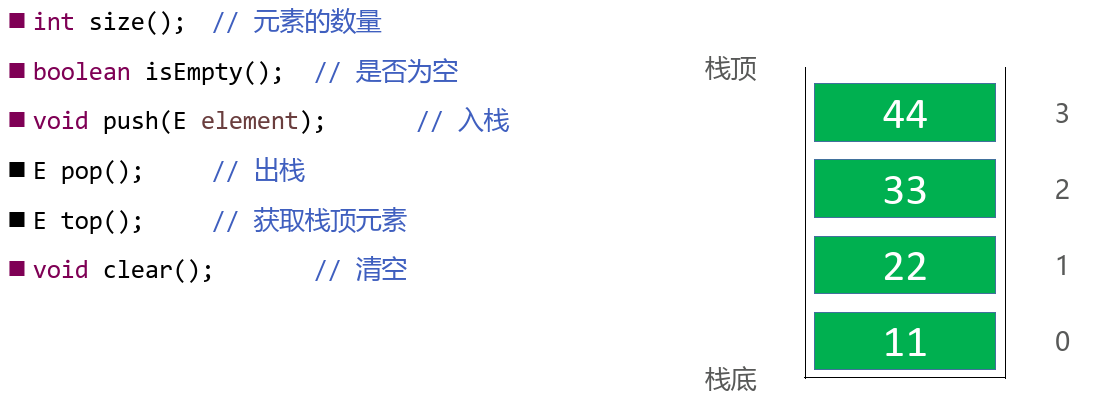 int size(); // 元素的数量
boolean isEmpty(); // 是否为空
void push(E element); // 入栈
E pop(); // 出栈
E top(); // 获取栈顶元素
void clear(); // 清空
栈顶
44 3
33 2
22 1
11 0
栈底